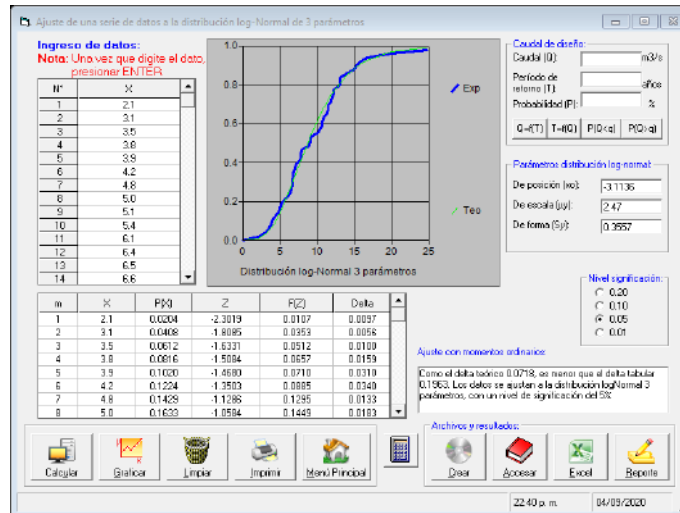 Ajuste de una serie de datos a la distribución log-Normal de 3 parámetros
Ingreso de datos:
Nota: Una vez que digite el dato,
presionar ENTER
N° X
1 2.1
2 3.1
3 3.5
4 3.8
5 3.9
6 4.2
7 4.8
8 5.0
9 5.1
10 5.4
11 6.1
12 6.4
13 6.5
14 6.6
1.0
0.8
0.6
0.4
0.2
0.0
0 5 10 15 20 25
Distribución log-Normal 3 parámetros
Exp
Teo
Caudal de diseño:
Caudal (Q): m3/s
Período de
retorno (T): años
Probabilidad (P): %
Q=f(T) T=f(Q) P(Q<q) P(Q>q)
Parámetros distribución log-normal:
De posición (xo): -3.1136
De escala (µy): 2.47
De forma (Sy): 0.3557
Nivel significación:
0.20
0.10
0.05
0.01
m X P(X) Z F(Z) Delta
1 2.1 0.0204 -2.3019 0.0107 0.0097
2 3.1 0.0408 -1.8085 0.0353 0.0056
3 3.5 0.0612 -1.6331 0.0512 0.0100
4 3.8 0.0816 -1.5084 0.0657 0.0159
5 3.9 0.1020 -1.4680 0.0710 0.0310
6 4.2 0.1224 -1.3503 0.0885 0.0340
7 4.8 0.1429 -1.1286 0.1295 0.0133
8 5.0 0.1633 -1.0584 0.1449 0.0183
Ajuste con momentos ordinarios:
Como el delta teórico 0.0718, es menor que el delta tabular
0.1963. Los datos se ajustan a la distribución logNormal 3
parámetros, con un nivel de significación del 5%
Archivos y resultados:
Calcular Graficar Limpiar Imprimir Menú Principal Crear Accesar Excel Reporte
22:40 p. m. 04/09/2020